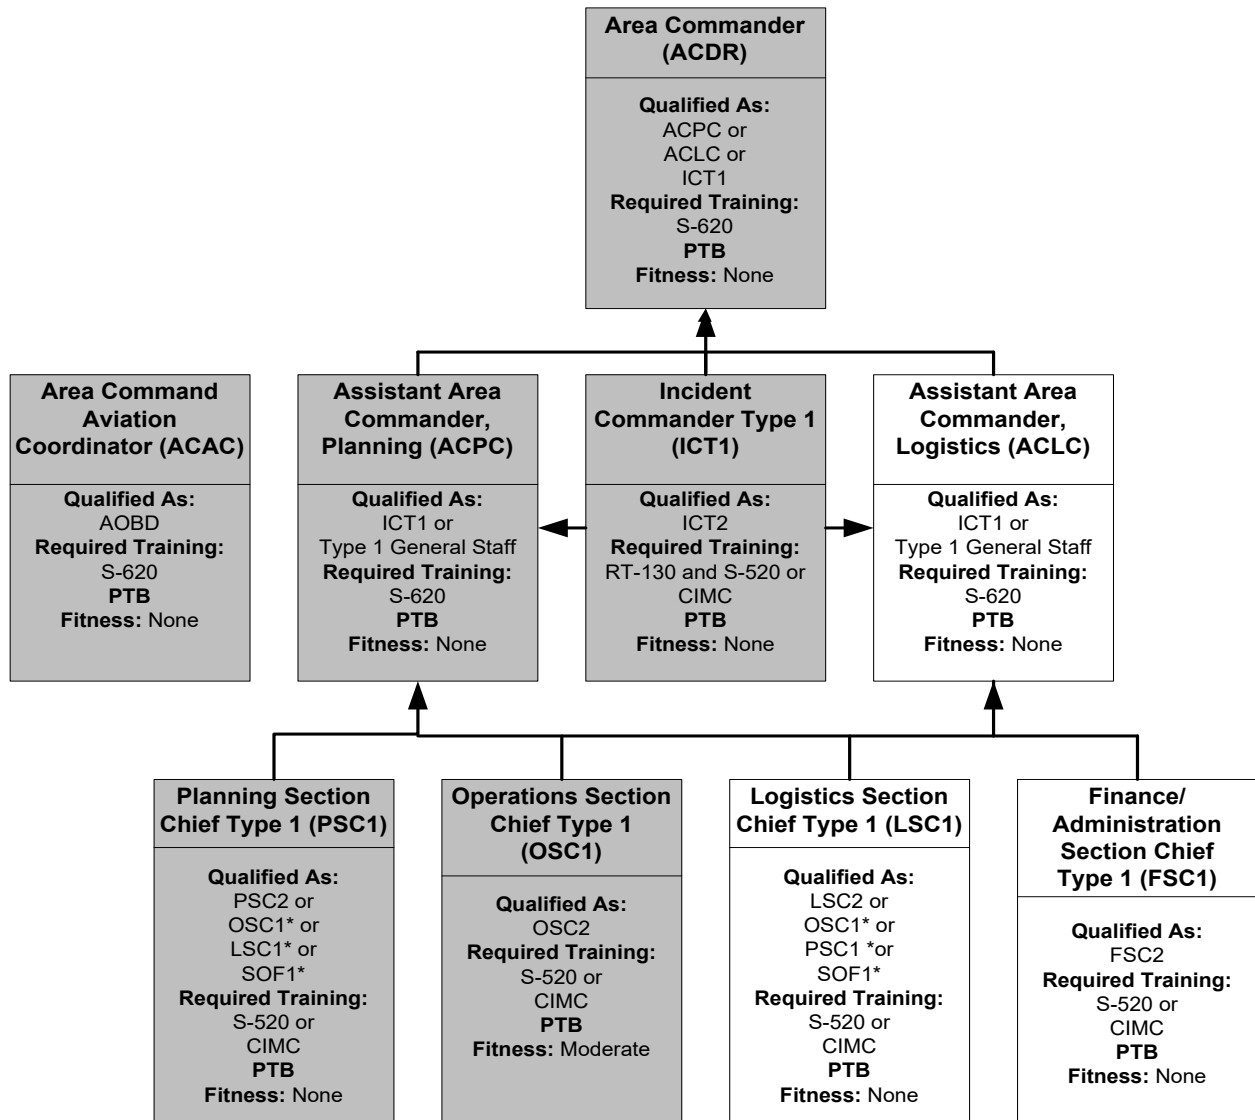 Area Commander
(ACDR)
Qualified As:
ACPC or
ACLC or
ICT1
Required Training:
S-620
PTB
Fitness: None
Area Command
Aviation
Coordinator (ACAC)
Qualified As:
AOBD
Required Training:
S-620
PTB
Fitness: None
Assistant Area
Commander,
Planning (ACPC)
Qualified As:
ICT1 or
Type 1 General Staff
Required Training:
S-620
PTB
Fitness: None
Incident
Commander Type 1
(ICT1)
Qualified As:
ICT2
Required Training:
RT-130 and S-520 or
CIMC
PTB
Fitness: None
Assistant Area
Commander,
Logistics (ACLC)
Qualified As:
ICT1 or
Type 1 General Staff
Required Training:
S-620
PTB
Fitness: None
Planning Section
Chief Type 1 (PSC1)
Qualified As:
PSC2 or
OSC1* or
LSC1* or
SOF1*
Required Training:
S-520 or
CIMC
PTB
Fitness: None
Operations Section
Chief Type 1
(OSC1)
Qualified As:
OSC2
Required Training:
S-520 or
CIMC
PTB
Fitness: Moderate
Logistics Section
Chief Type 1 (LSC1)
Qualified As:
LSC2 or
OSC1* or
PSC1 *or
SOF1*
Required Training:
S-520 or
CIMC
PTB
Fitness: None
Finance/
Administration
Section Chief
Type 1 (FSC1)
Qualified As:
FSC2
Required Training:
S-520 or
CIMC
PTB
Fitness: None